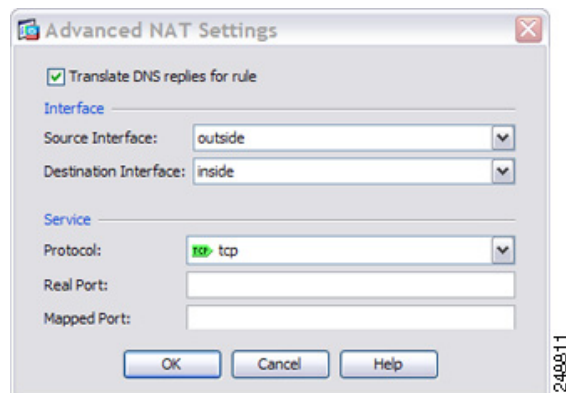 Advanced NAT Settings
Translate DNS replies for rule
Interface
Source Interface: outside
Destination Interface: inside
Service
Protocol: TCP tcp
Real Port:
Mapped Port:
OK Cancel Help
248811